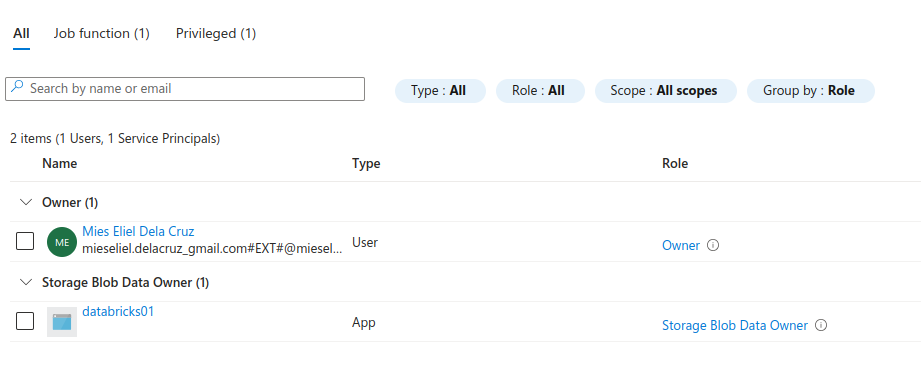 All Job function (1) Privileged (1)
Search by name or email
Type : All Role : All Scope : All scopes Group by : Role
2 items (1 Users, 1 Service Principals)
Name Type Role
Owner (1)
ME
Mies Eliel Dela Cruz
mieseliel.delacruz_gmail.com#EXT#@miesel...
User
Owner
Storage Blob Data Owner (1)
databricks01
App
Storage Blob Data Owner